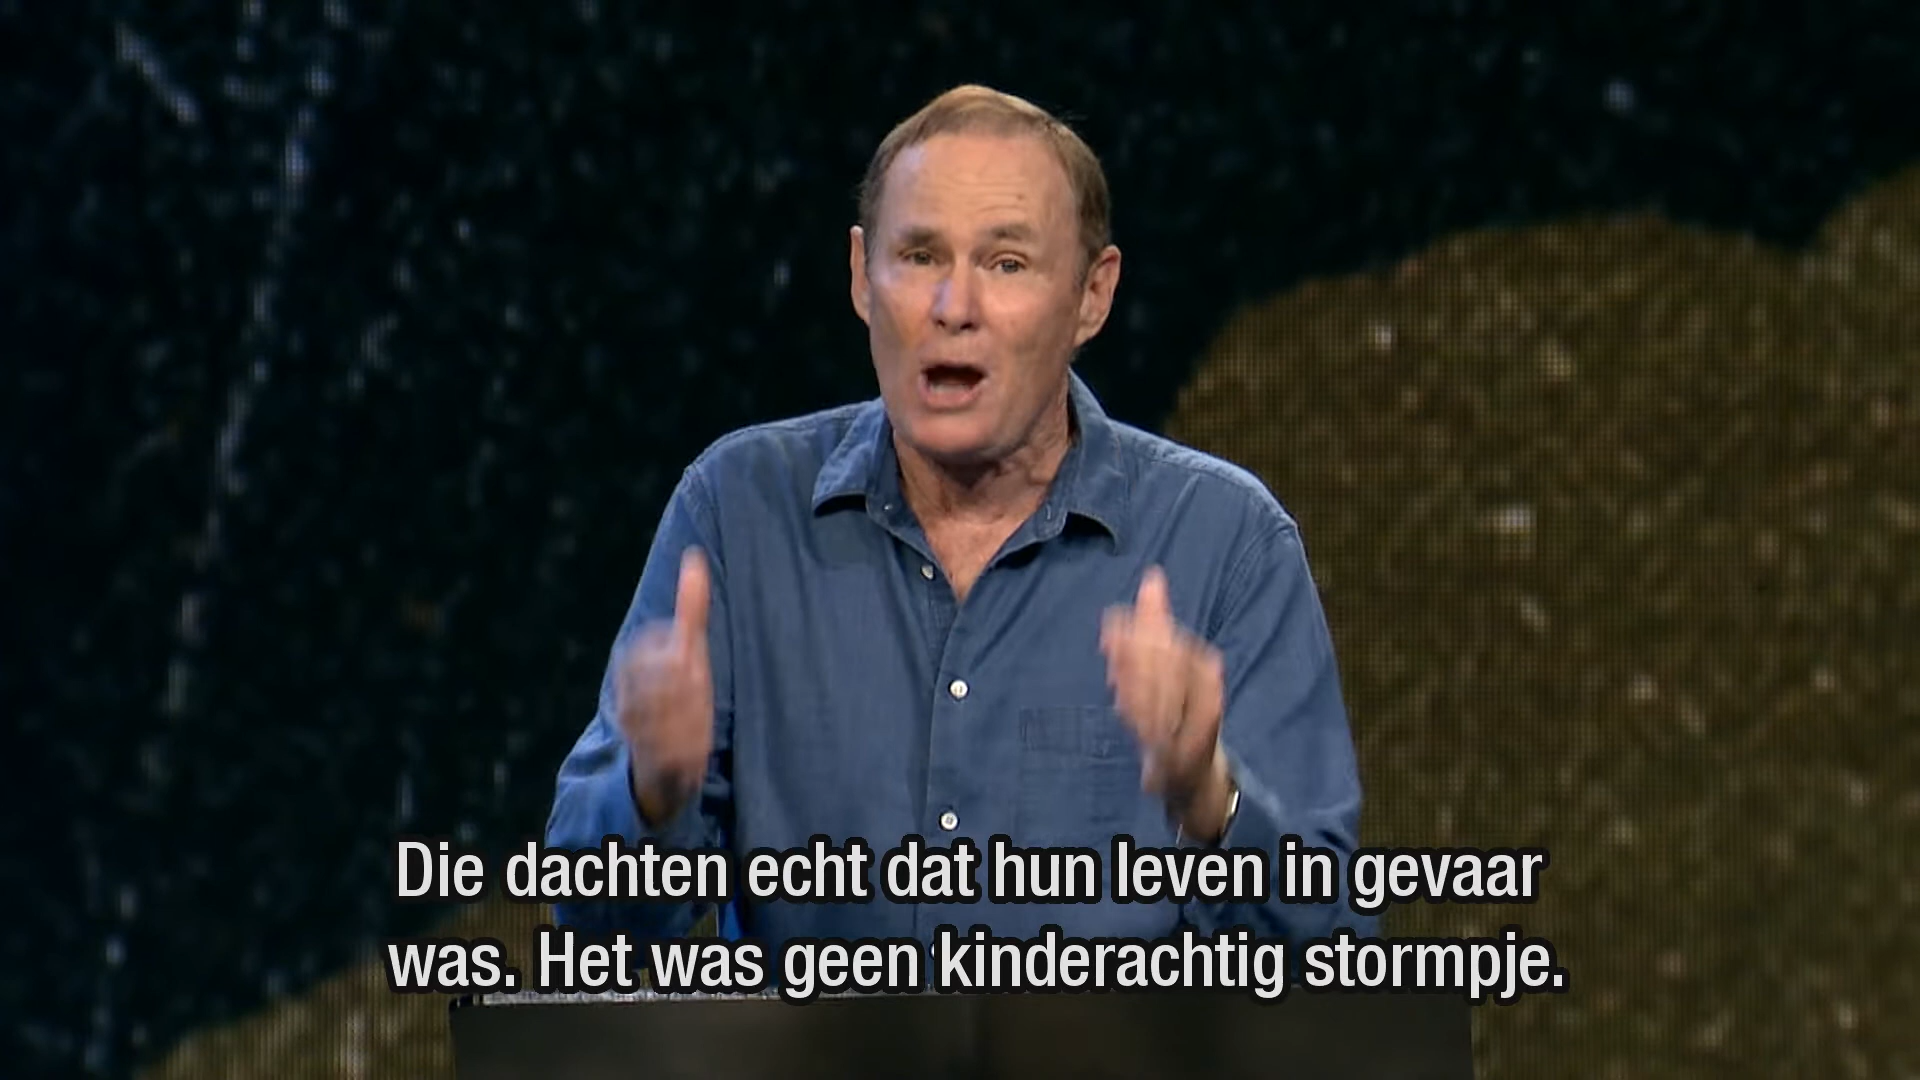 Die dachten echt dat hun leven in gevaar
was. Het was geen kinderachtig stormpje.